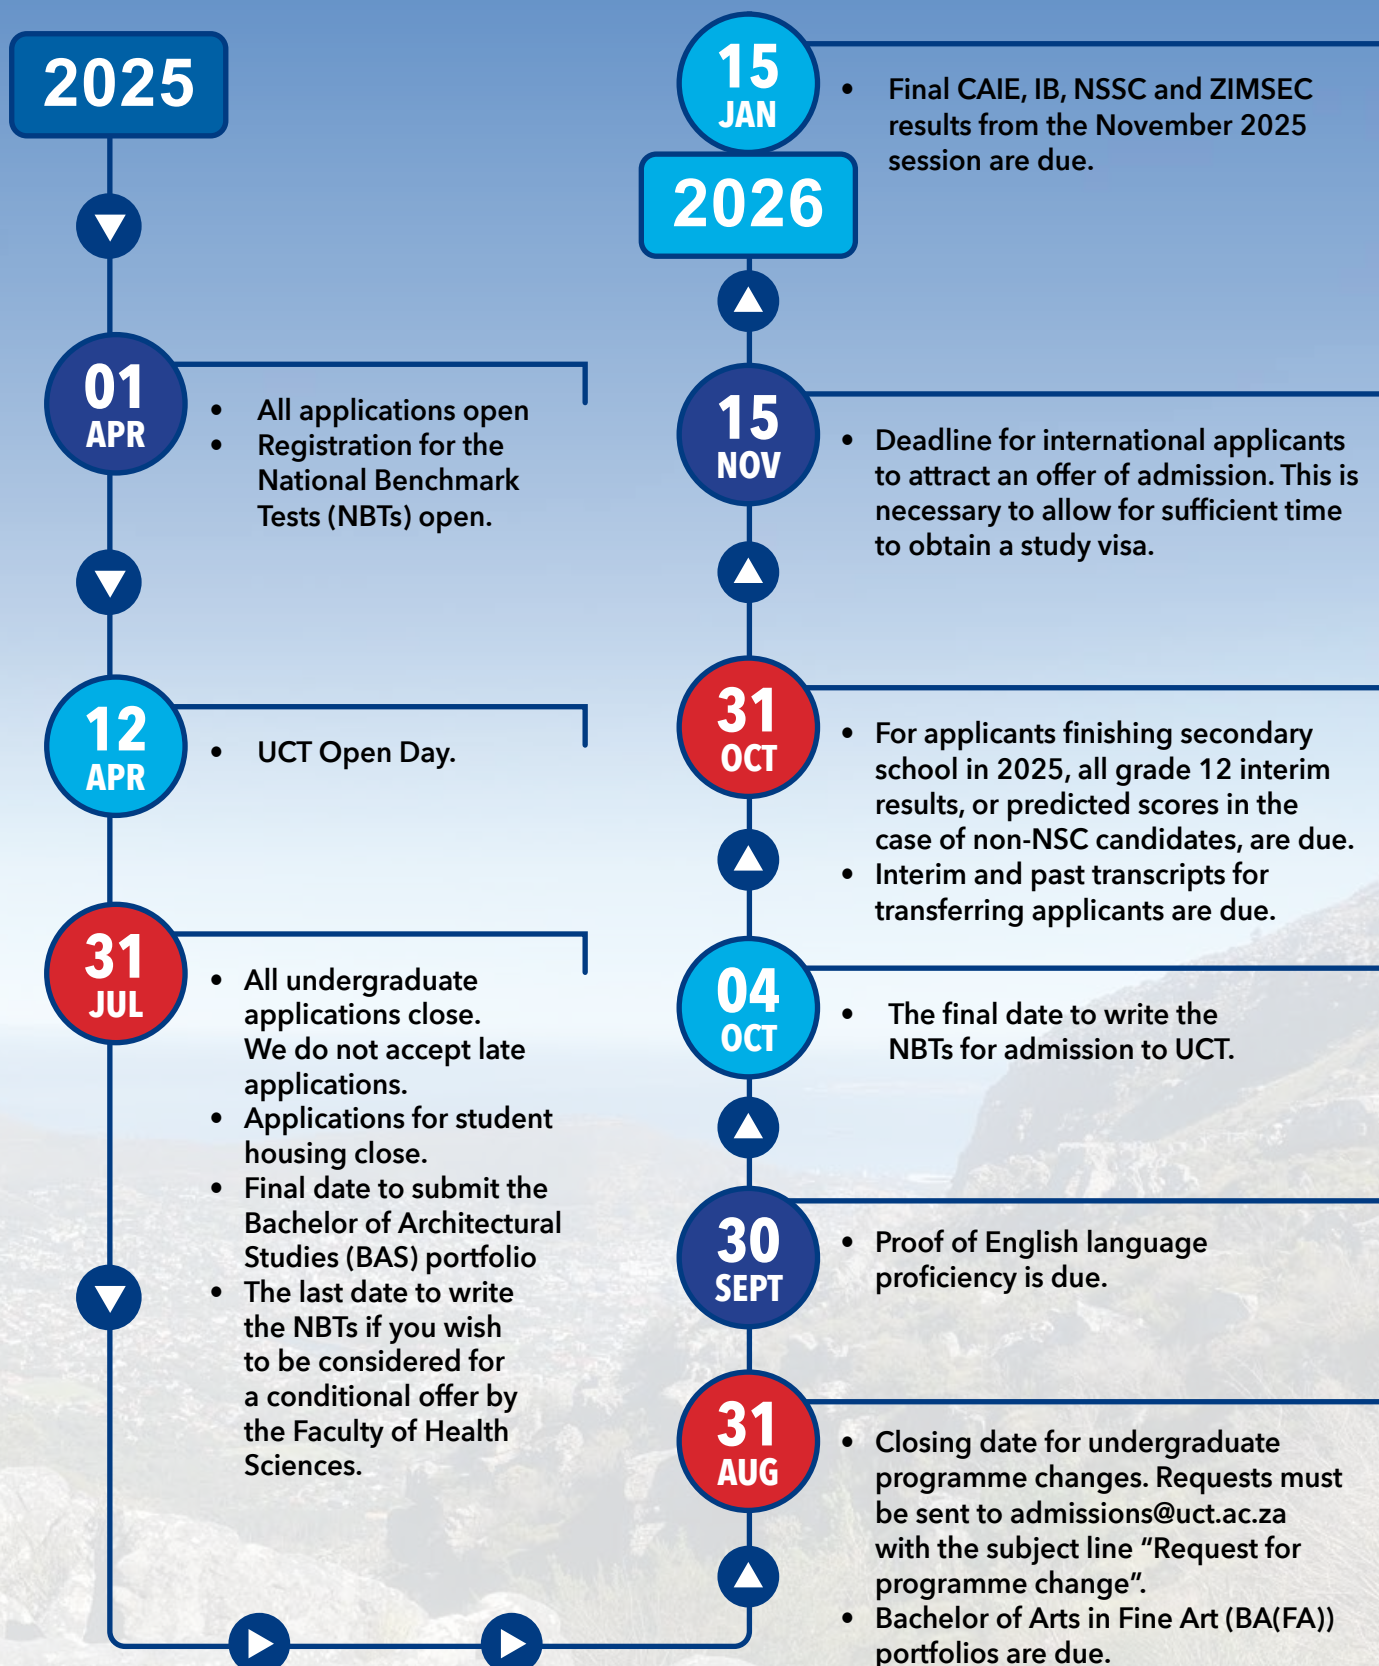 2025
01
APR
• All applications open
• Registration for the
National Benchmark
Tests (NBTs) open.
12
APR
• UCT Open Day.
31
JUL
• All undergraduate
applications close.
We do not accept late
applications.
• Applications for student
housing close.
• Final date to submit the
Bachelor of Architectural
Studies (BAS) portfolio
• The last date to write
the NBTs if you wish
to be considered for
a conditional offer by
the Faculty of Health
Sciences.
31
AUG
• Closing date for undergraduate
programme changes. Requests must
be sent to admissions@uct.ac.za
with the subject line "Request for
programme change".
• Bachelor of Arts in Fine Art (BA(FA))
portfolios are due.
30
SEPT
• Proof of English language
proficiency is due.
04
OCT
• The final date to write the
NBTs for admission to UCT.
31
OCT
• For applicants finishing secondary
school in 2025, all grade 12 interim
results, or predicted scores in the
case of non-NSC candidates, are due.
• Interim and past transcripts for
transferring applicants are due.
15
NOV
• Deadline for international applicants
to attract an offer of admission. This is
necessary to allow for sufficient time
to obtain a study visa.
2026
15
JAN
• Final CAIE, IB, NSSC and ZIMSEC
results from the November 2025
session are due.